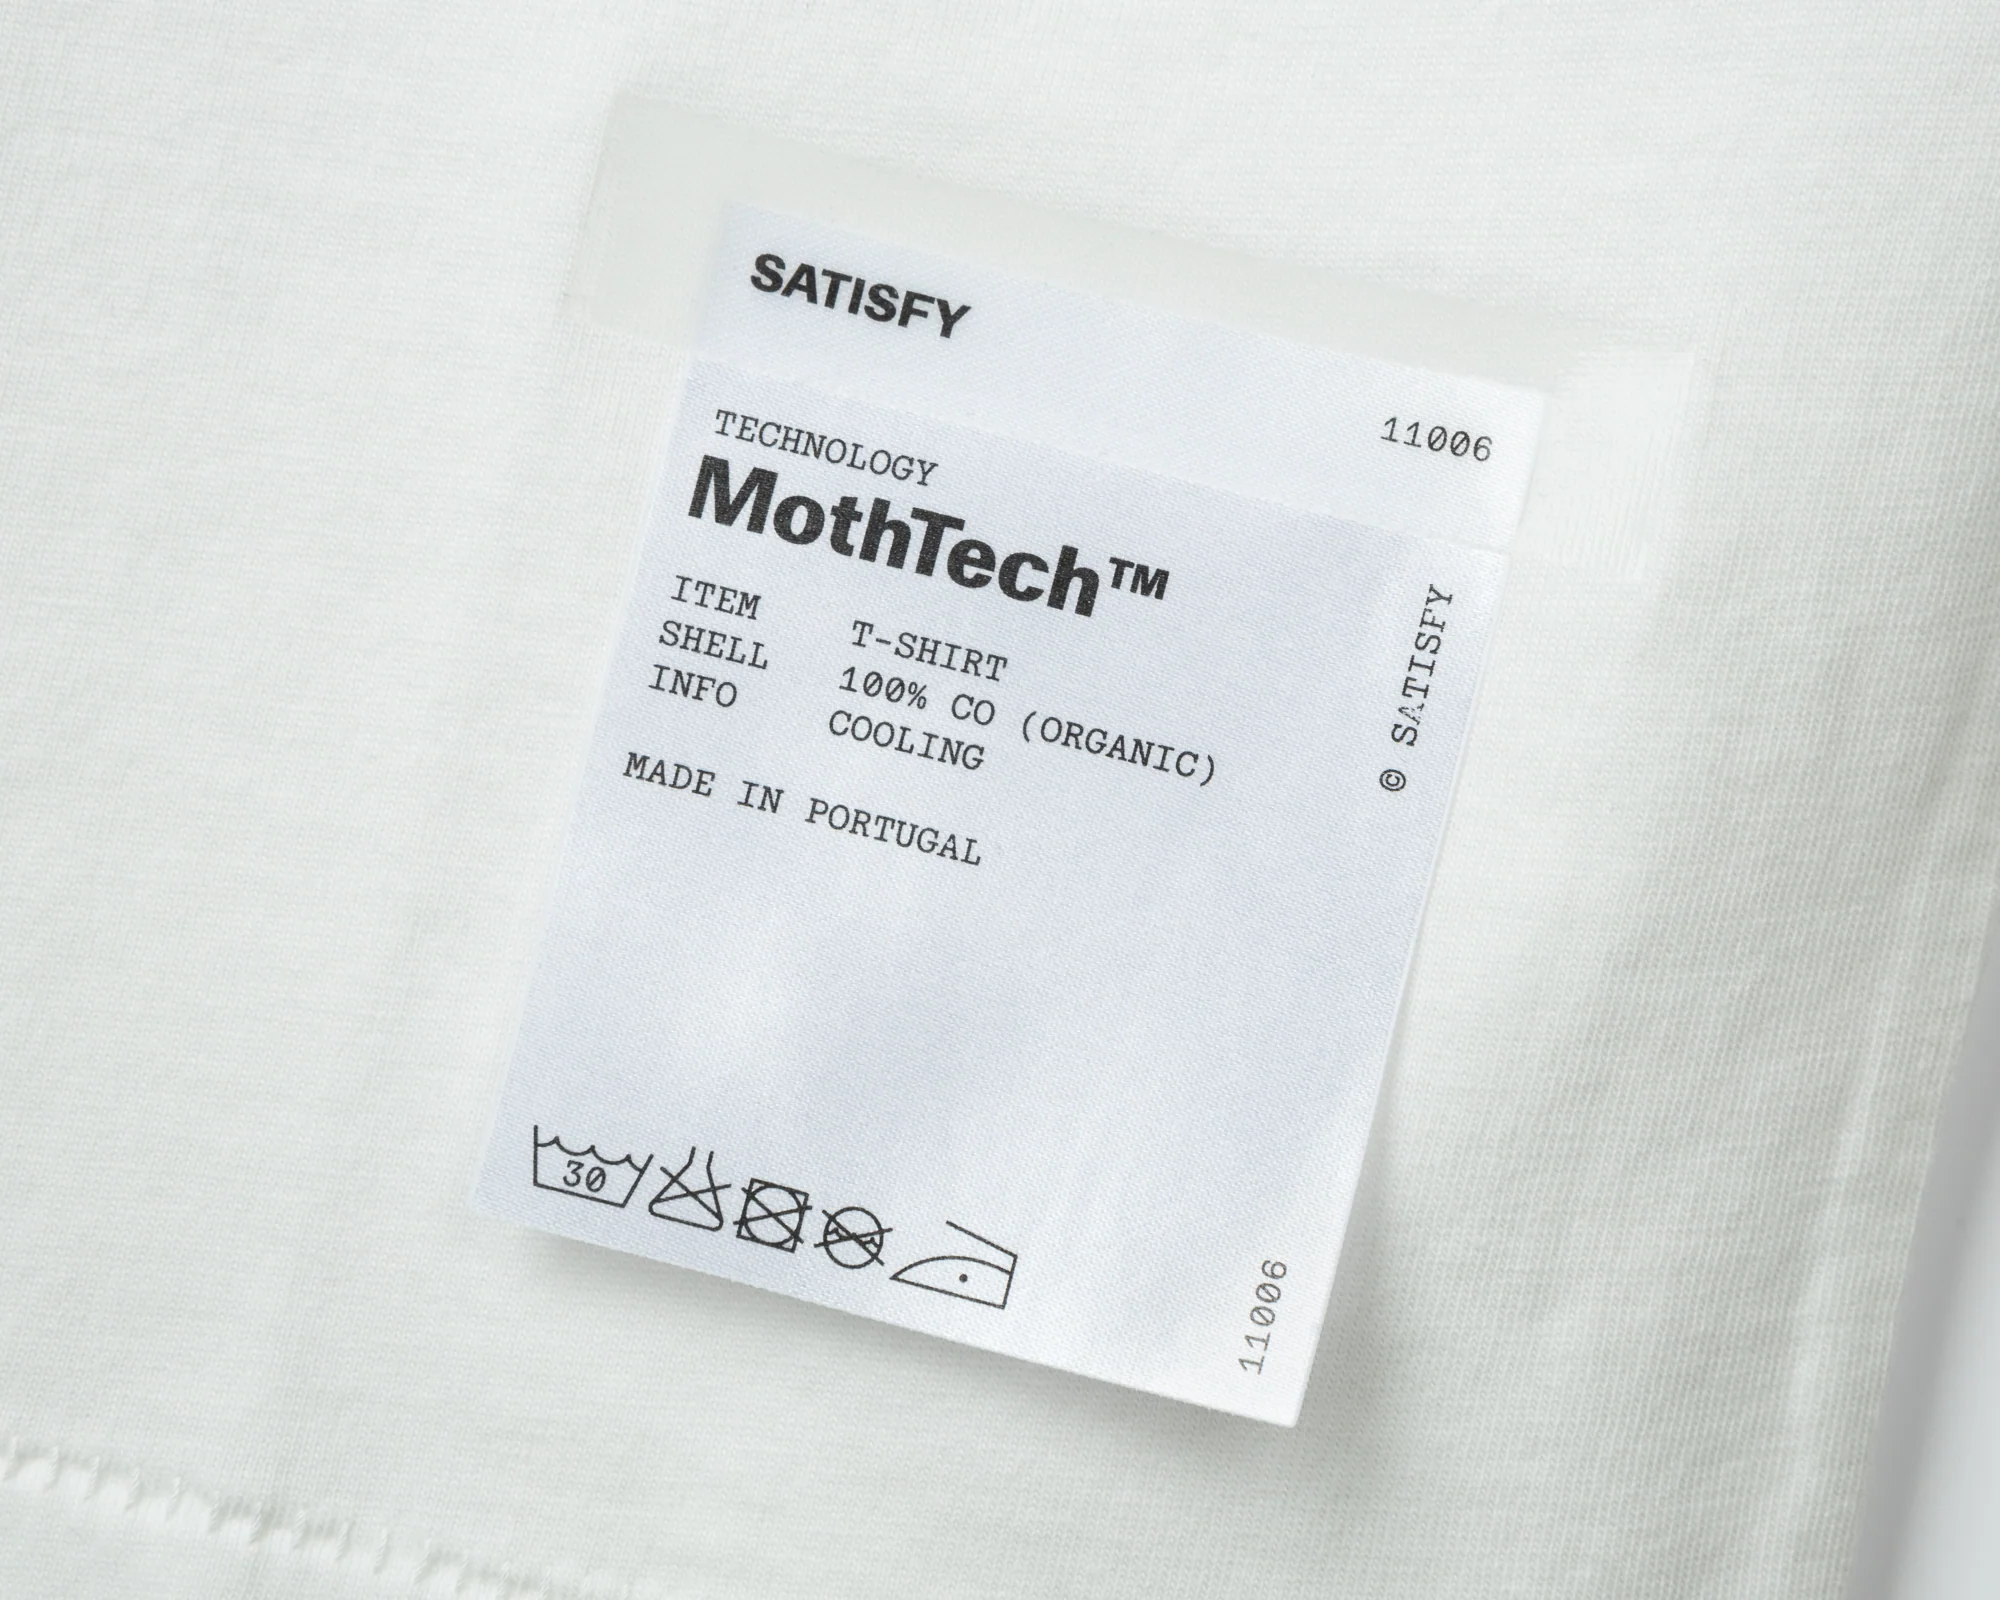 SATISFY
11006
TECHNOLOGY
MothTech™
ITEM T-SHIRT
SHELL 100% CO (ORGANIC)
INFO COOLING
MADE IN PORTUGAL
© SATISFY
30
11006